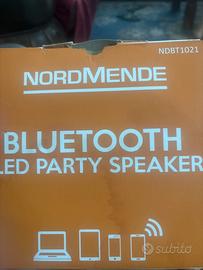 NDBT1021
NORDMENDE
BLUETOOTH
LED PARTY SPEAKER
subito